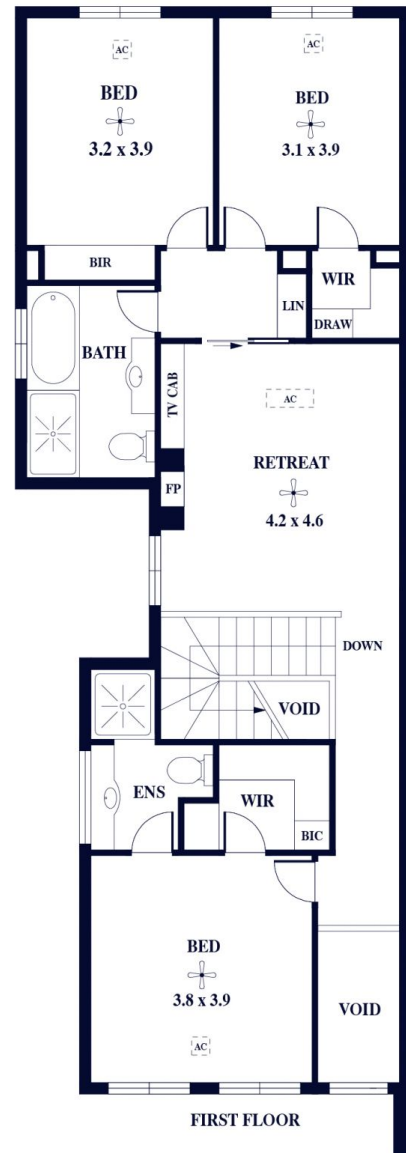 AC
AC
BED
3.2 x 3.9
BED
3.1 x 3.9
BIR
WIR
LIN
DRAW
BATH
TV CAB
AC
RETREAT
FP
4.2 x 4.6
DOWN
VOID
ENS
WIR
BIC
BED
3.8 x 3.9
VOID
AC
FIRST FLOOR